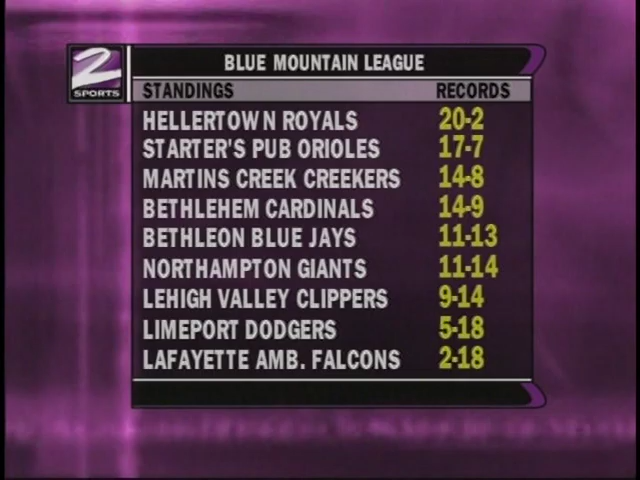 2
SPORTS
BLUE MOUNTAIN LEAGUE
STANDINGS RECORDS
HELLERTOWN ROYALS 20-2
STARTER'S PUB ORIOLES 17-7
MARTINS CREEK CREEKERS 14-8
BETHLEHEM CARDINALS 14-9
BETHLEON BLUE JAYS 11-13
NORTHAMPTON GIANTS 11-14
LEHIGH VALLEY CLIPPERS 9-14
LIMEPORT DODGERS 5-18
LAFAYETTE AMB. FALCONS 2-18